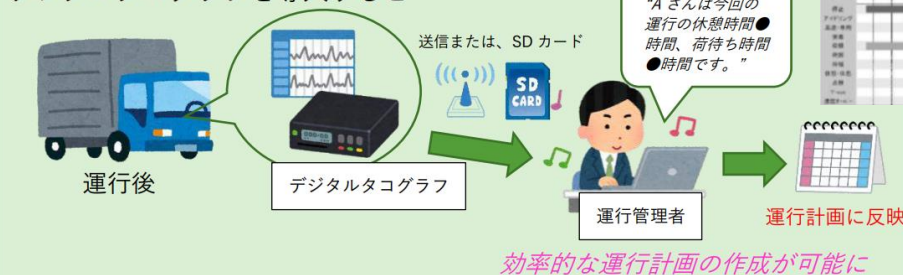 "Aさんは今回の
運行の休憩時間●
時間、荷待ち時間
●時間です。"
送信または、SD カード
SD
CARD
運行後
デジタルタコグラフ
運行管理者
運行計画に反映
効率的な運行計画の作成が可能に